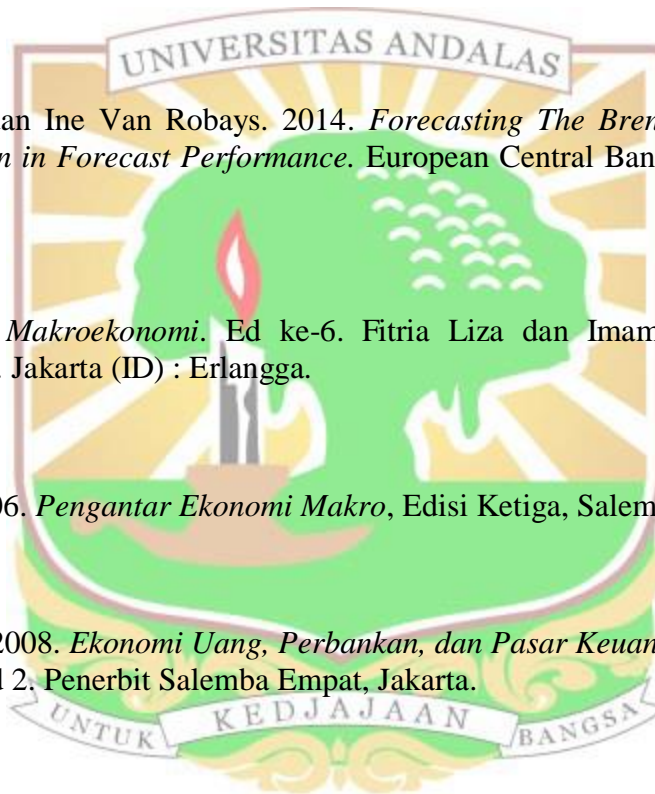 UNIVERSITAS ANDALAS
dan Ine Van Robays. 2014. Forecasting The Bren
n in Forecast Performance. European Central Ban
Makroekonomi. Ed ke-6. Fitria Liza dan Imam
. Jakarta (ID) : Erlangga.
06. Pengantar Ekonomi Makro, Edisi Ketiga, Salem
2008. Ekonomi Uang, Perbankan, dan Pasar Keuan
d 2. Penerbit Salemba Empat, Jakarta.
UNTUK KEDJAJAAN BANGSA